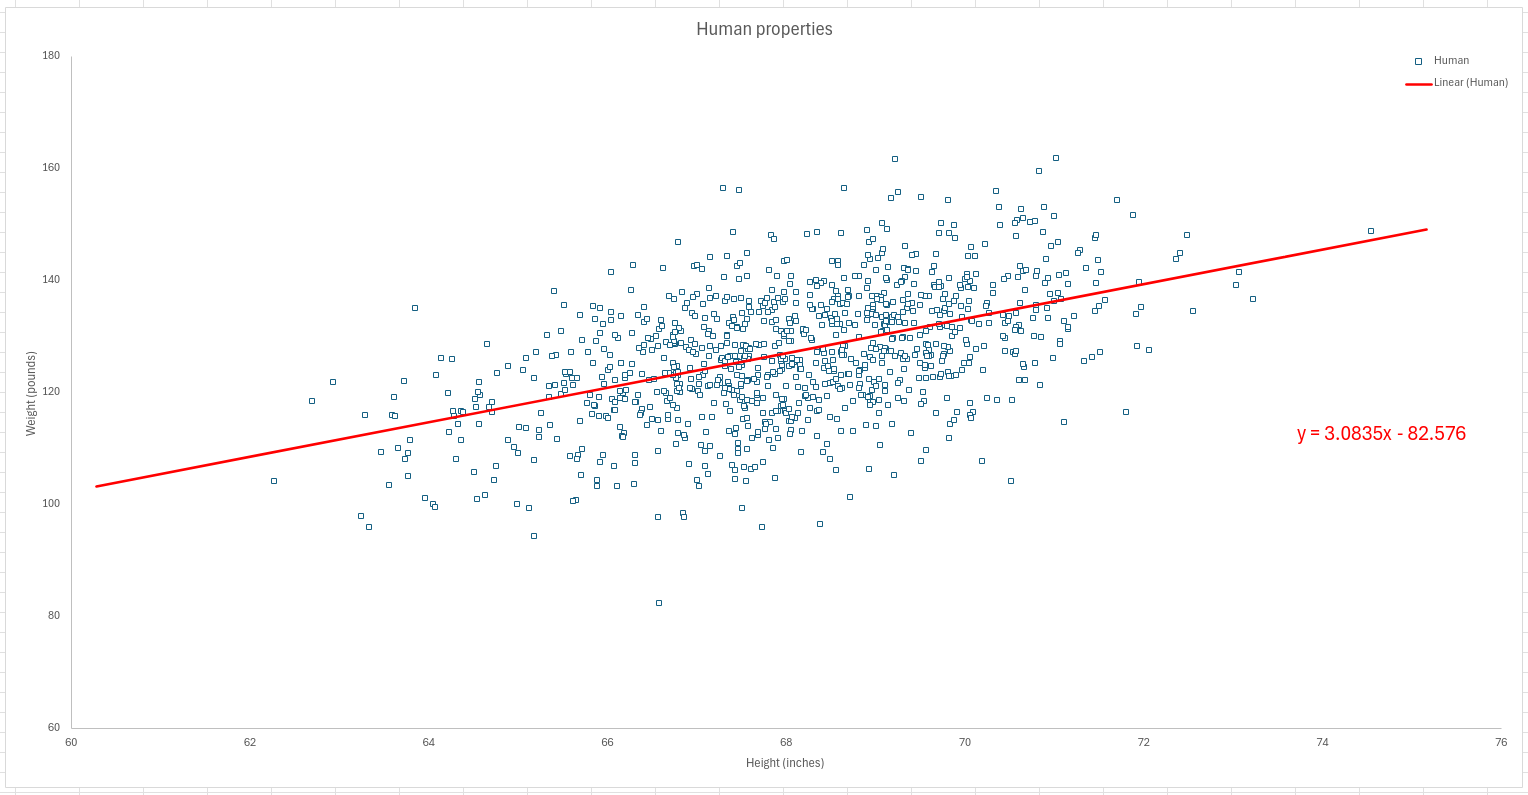 Human properties
Human
Linear (Human)
180
160
140
120
100
80
60
Weight (pounds)
y = 3.0835x - 82.576
60 62 64 66 68 70 72 74 76
Height (inches)